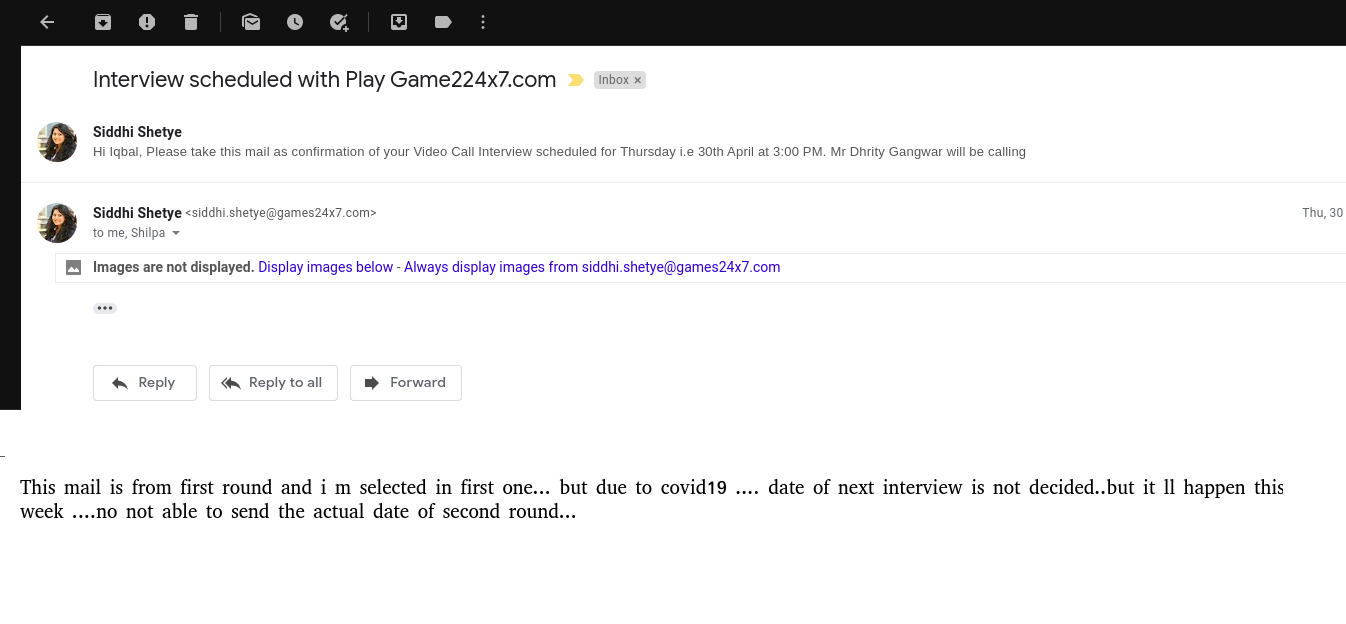 Interview scheduled with Play Game224x7.com Inbox ×
Siddhi Shetye
Hi Iqbal, Please take this mail as confirmation of your Video Call Interview scheduled for Thursday i.e 30th April at 3:00 PM. Mr Dhrity Gangwar will be calling
Siddhi Shetye <siddhi.shetye@games24x7.com> Thu, 30
to me, Shilpa
Images are not displayed. Display images below - Always display images from siddhi.shetye@games24x7.com
Reply Reply to all Forward
This mail is from first round and i m selected in first one... but due to covid19 .... date of next interview is not decided..but it ll happen this
week ....no not able to send the actual date of second round...